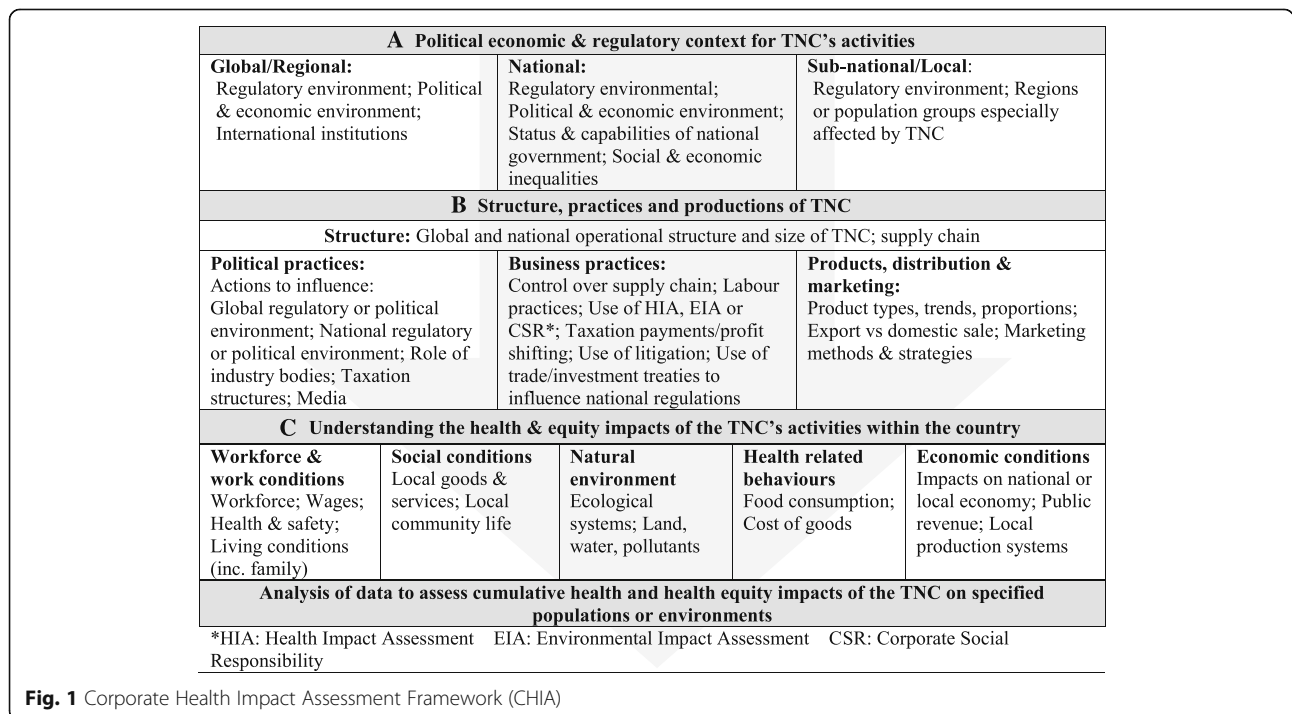 A Political economic & regulatory context for TNC's activities
Global/Regional:
Regulatory environment; Political
& economic environment;
International institutions
National:
Regulatory environmental;
Political & economic environment;
Status & capabilities of national
government; Social & economic
inequalities
Sub-national/Local:
Regulatory environment; Regions
or population groups especially
affected by TNC
B Structure, practices and productions of TNC
Structure: Global and national operational structure and size of TNC; supply chain
Political practices:
Actions to influence:
Global regulatory or political
environment; National regulatory
or political environment; Role of
industry bodies; Taxation
structures; Media
Business practices:
Control over supply chain; Labour
practices; Use of HIA, EIA or
CSR*; Taxation payments/profit
shifting; Use of litigation; Use of
trade/investment treaties to
influence national regulations
Products, distribution &
marketing:
Product types, trends, proportions;
Export vs domestic sale; Marketing
methods & strategies
C Understanding the health & equity impacts of the TNC's activities within the country
Workforce &
work conditions
Workforce; Wages;
Health & safety;
Living conditions
(inc. family)
Social conditions
Local goods &
services; Local
community life
Natural
environment
Ecological
systems; Land,
water, pollutants
Health related
behaviours
Food consumption;
Cost of goods
Economic conditions
Impacts on national or
local economy; Public
revenue; Local
production systems
Analysis of data to assess cumulative health and health equity impacts of the TNC on specified
populations or environments
*HIA: Health Impact Assessment EIA: Environmental Impact Assessment CSR: Corporate Social
Responsibility
Fig. 1 Corporate Health Impact Assessment Framework (CHIA)